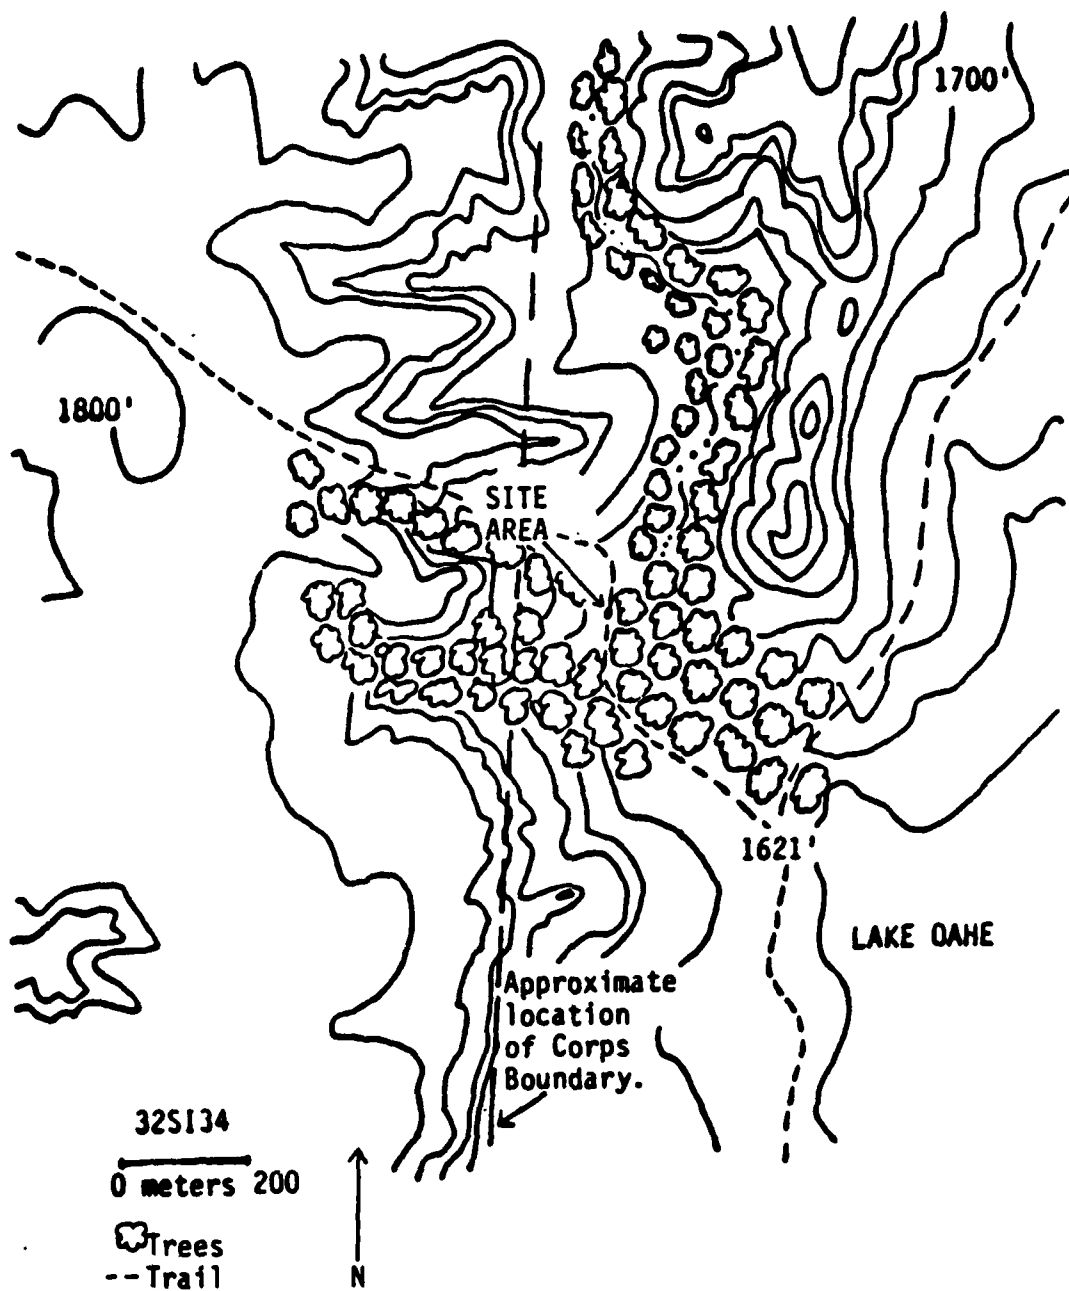 1700'
1800'
SITE
AREA
1621'
LAKE OAHE
Approximate
location
of Corps
Boundary.
32SI34
0 meters 200
Trees
--Trail
N